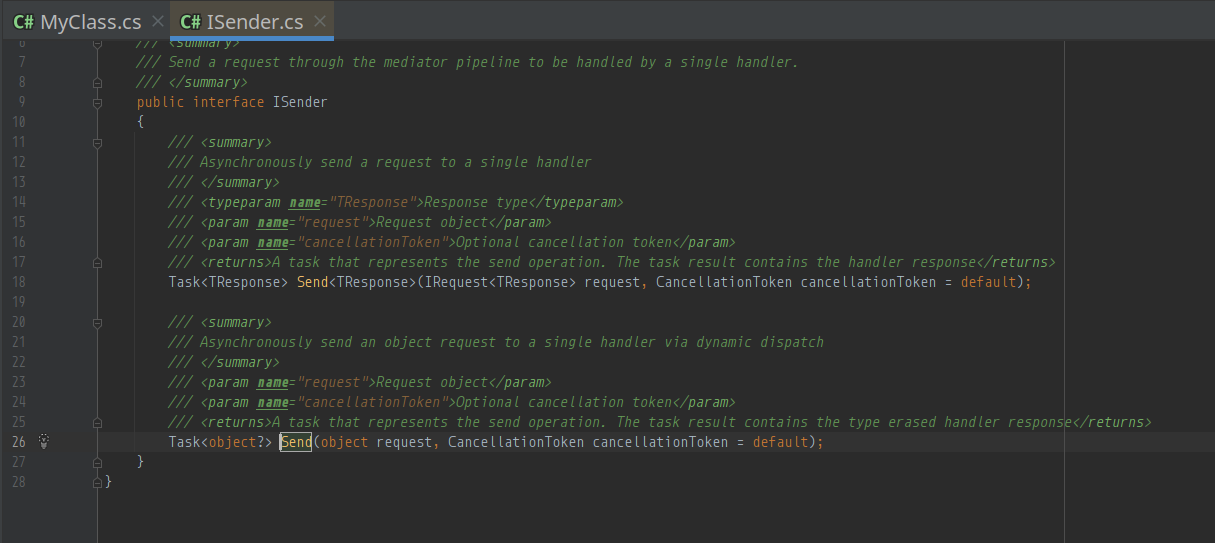 C# MyClass.cs × C# ISender.cs ×
6 /// <summary>
7 /// Send a request through the mediator pipeline to be handled by a single handler.
8 /// </summary>
9 public interface ISender
10 {
11 /// <summary>
12 /// Asynchronously send a request to a single handler
13 /// </summary>
14 /// <typeparam name="TResponse">Response type</typeparam>
15 /// <param name="request">Request object</param>
16 /// <param name="cancellationToken">Optional cancellation token</param>
17 /// <returns>A task that represents the send operation. The task result contains the handler response</returns>
18 Task<TResponse> Send<TResponse>(IRequest<TResponse> request, CancellationToken cancellationToken = default);
19
20 /// <summary>
21 /// Asynchronously send an object request to a single handler via dynamic dispatch
22 /// </summary>
23 /// <param name="request">Request object</param>
24 /// <param name="cancellationToken">Optional cancellation token</param>
25 /// <returns>A task that represents the send operation. The task result contains the type erased handler response</returns>
26 Task<object?> Send(object request, CancellationToken cancellationToken = default);
27 }
28 }